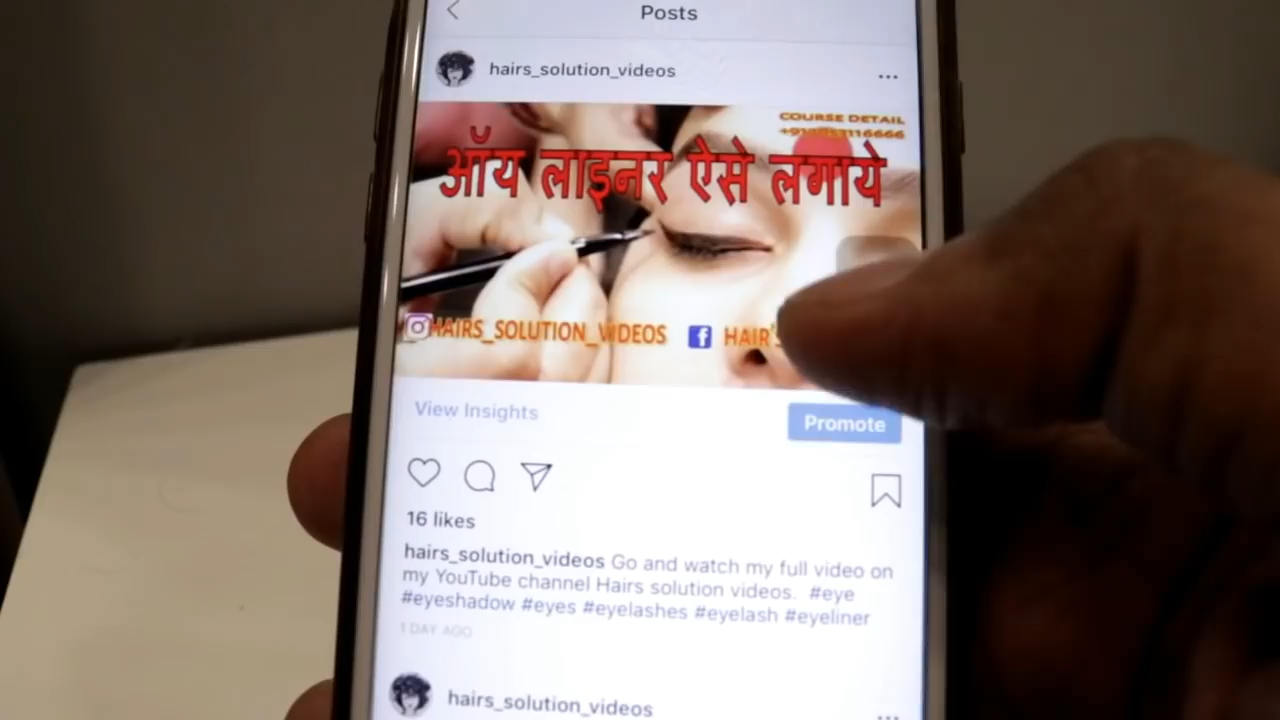 Posts
hairs_solution_videos
COURSE DETAIL
ऑय लाइनर ऐसे लगाये
HAIRS_SOLUTION_VIDEOS
HAIR'S
View Insights
Promote
16 likes
hairs_solution_videos Go and watch my full video on
my YouTube channel Hairs solution videos. #eye
#eyeshadow #eyes #eyelashes #eyelash #eyeliner
1 DAY AGO
hairs_solution_videos